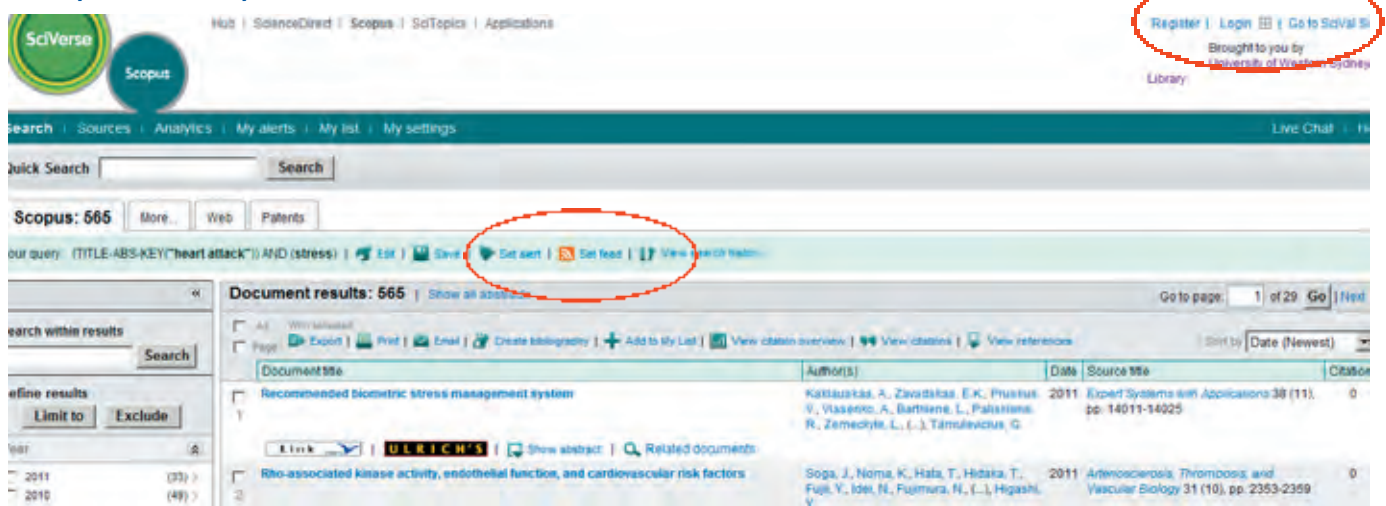 SciVerse
Scopus
Hub | ScienceDirect | Scopus | SciTopics | Applications
Register | Login | Go to SciVal S
Brought to you by
University of Western Sydney
Library
Search | Sources | Analytics | My alerts | My list | My settings
Live Chat
Quick Search
Search
Scopus: 565
More...
Web
Patents
our query: (TITLE-ABS-KEY("heart attack")) AND (stress) | Edit | Save | Set alert | Set feed | View search history
Document results: 565 | Show all abstracts
Go to page: 1 of 29 Go | Next
earch within results
Search
All With selected
Page Export | Print | Email | Create bibliography | Add to My List | View citation overview | View citations | View references
Sort by Date (Newest)
Document title
Author(s)
Date
Source title
Citation
efine results
Limit to
Exclude
ear
2011 (33)
2010 (49)
1
Recommended biometric stress management system
Kaklauskas, A., Zavadskas, E.K., Pruskus,
V., Vlasenko, A., Bartkiene, L., Paliskiene,
R., Zemeckyte, L., (...), Tamulevicius, G.
2011
Expert Systems with Applications 38 (11),
pp. 14011-14025
0
Link
ULRICH'S | Show abstract | Related documents
2
Rho-associated kinase activity, endothelial function, and cardiovascular risk factors
Soga, J., Noma, K., Hata, T., Hidaka, T.,
Fujii, Y., Idei, N., Fujimura, N., (...), Higashi,
Y.
2011
Arteriosclerosis, Thrombosis, and
Vascular Biology 31 (10), pp. 2353-2359
0